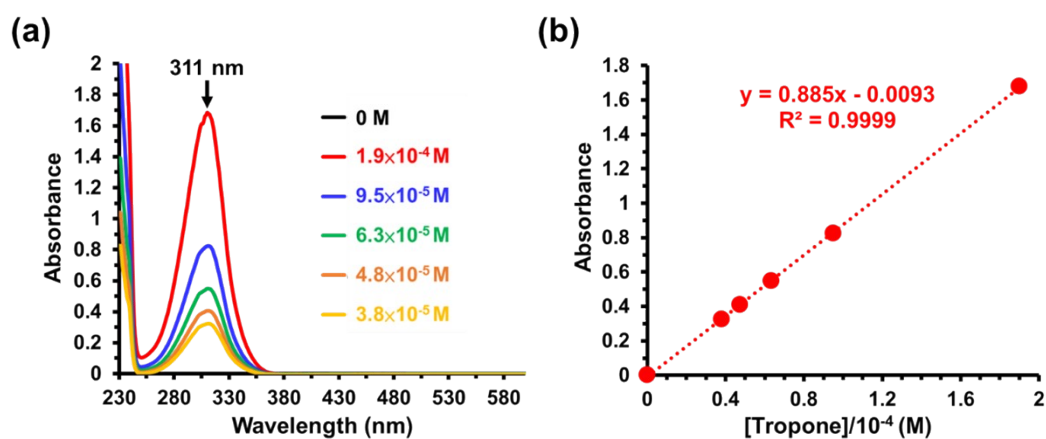 (a)
Absorbance
2
1.8
1.6
1.4
1.2
1
0.8
0.6
0.4
0.2
0
230 280 330 380 430 480 530 580
Wavelength (nm)
311 nm
0 M
1.9×10⁻⁴ M
9.5×10⁻⁵ M
6.3×10⁻⁵ M
4.8×10⁻⁵ M
3.8×10⁻⁵ M
(b)
Absorbance
1.8
1.6
1.4
1.2
1
0.8
0.6
0.4
0.2
0
0 0.4 0.8 1.2 1.6 2
[Tropone]/10⁻⁴ (M)
y = 0.885x - 0.0093
R² = 0.9999